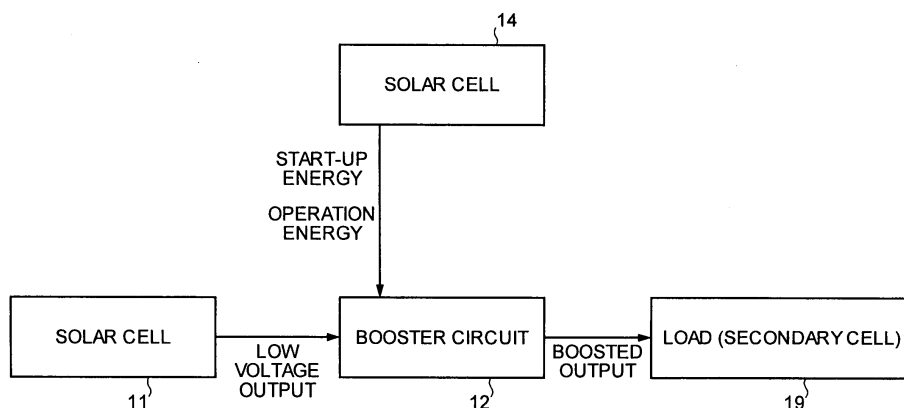 14
SOLAR CELL
START-UP
ENERGY
OPERATION
ENERGY
SOLAR CELL
LOW
VOLTAGE
OUTPUT
BOOSTER CIRCUIT
BOOSTED
OUTPUT
LOAD (SECONDARY CELL)
11
12
19